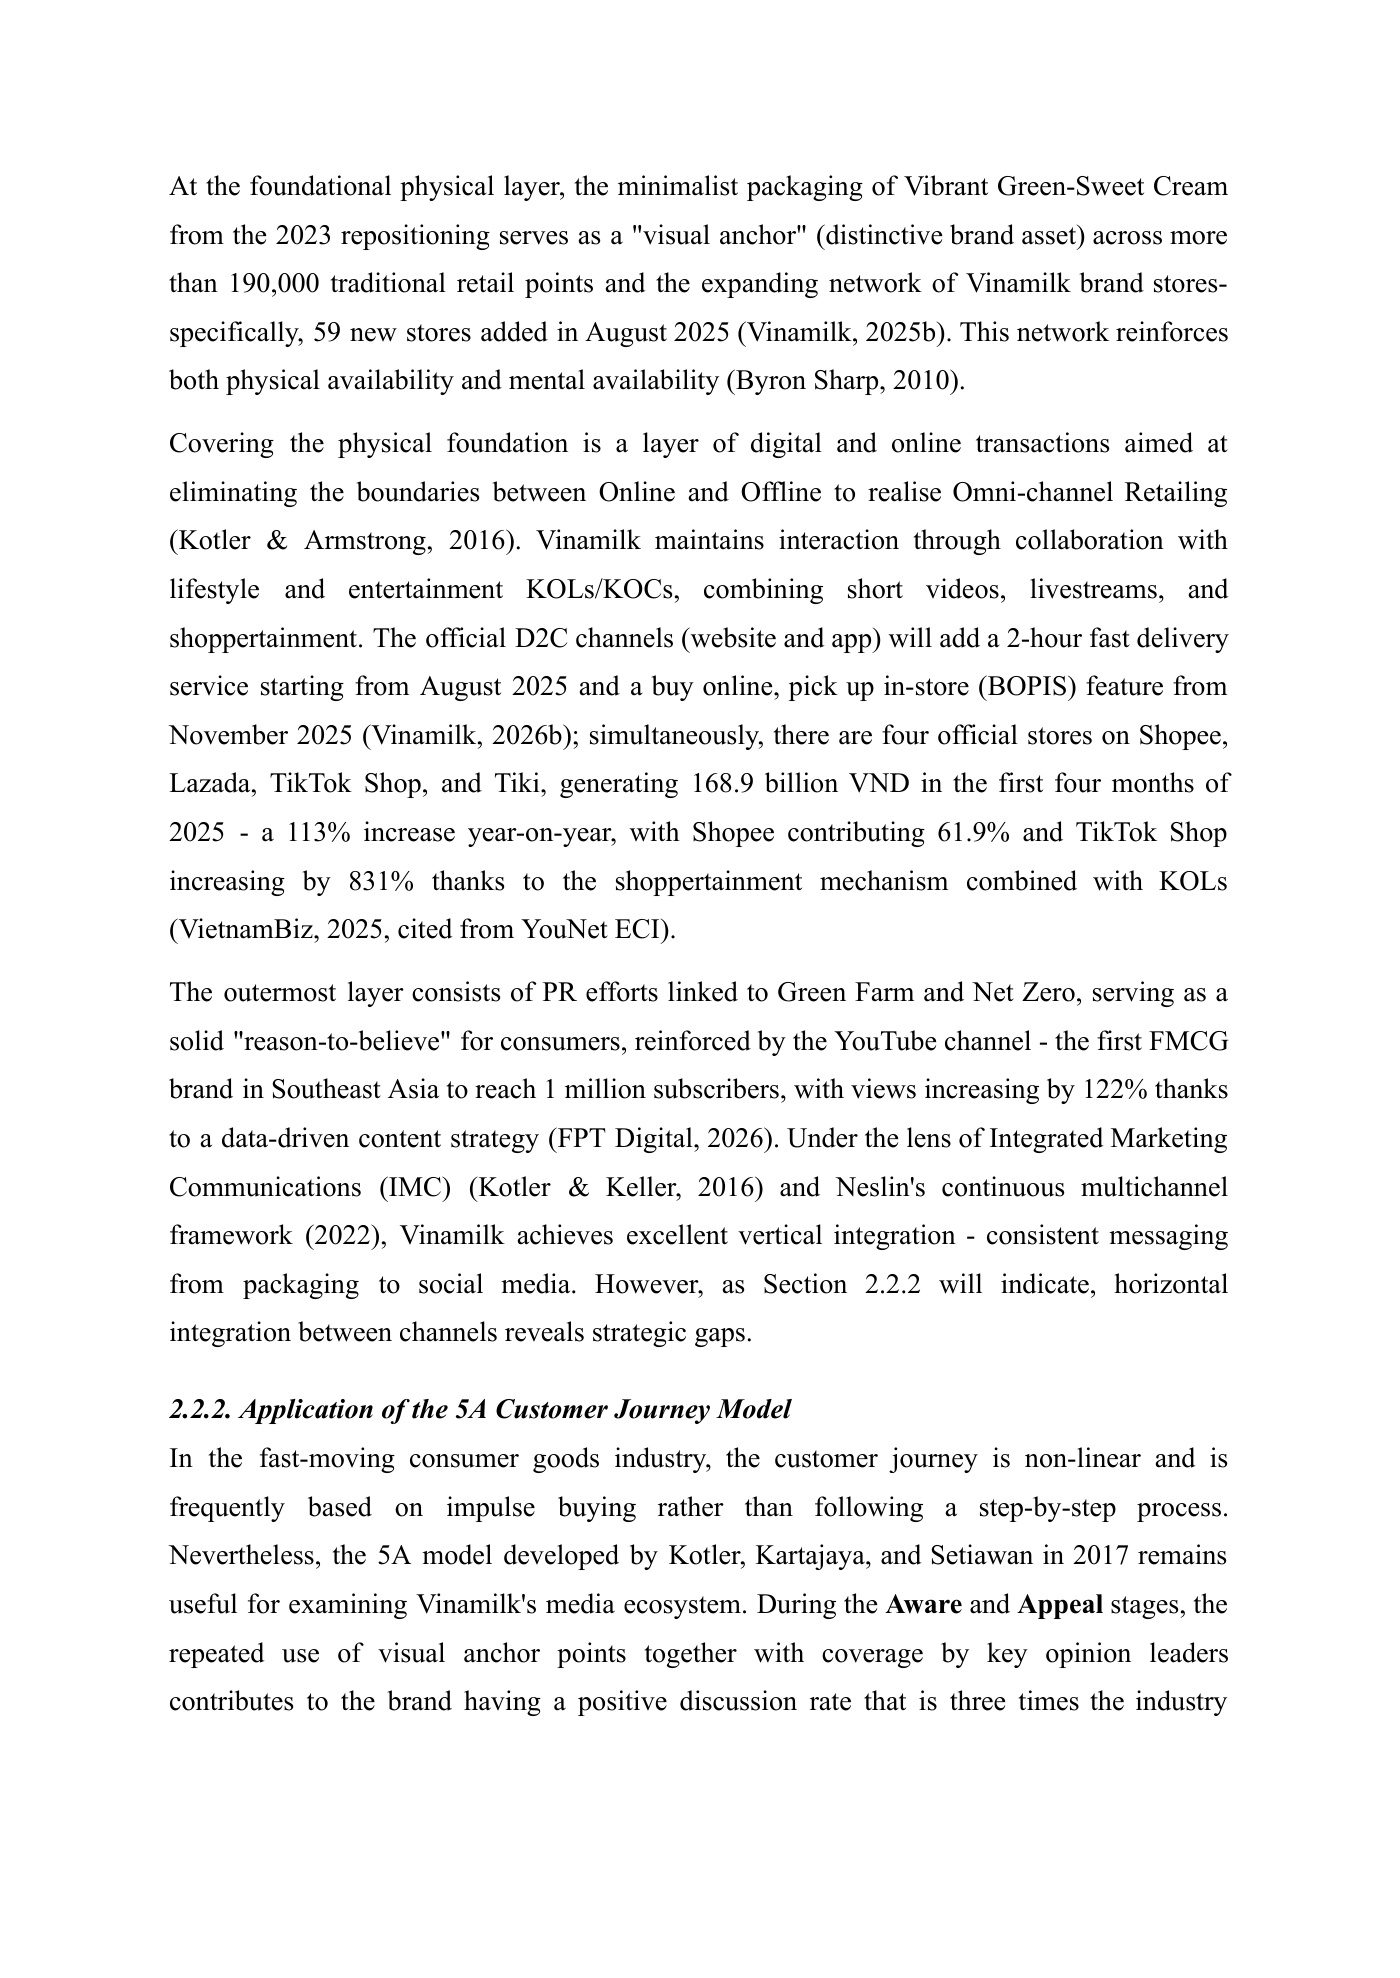 At the foundational physical layer, the minimalist packaging of Vibrant Green-Sweet Cream
from the 2023 repositioning serves as a "visual anchor" (distinctive brand asset) across more
than 190,000 traditional retail points and the expanding network of Vinamilk brand stores-
specifically, 59 new stores added in August 2025 (Vinamilk, 2025b). This network reinforces
both physical availability and mental availability (Byron Sharp, 2010).
Covering the physical foundation is a layer of digital and online transactions aimed at
eliminating the boundaries between Online and Offline to realise Omni-channel Retailing
(Kotler & Armstrong, 2016). Vinamilk maintains interaction through collaboration with
lifestyle and entertainment KOLs/KOCs, combining short videos, livestreams, and
shoppertainment. The official D2C channels (website and app) will add a 2-hour fast delivery
service starting from August 2025 and a buy online, pick up in-store (BOPIS) feature from
November 2025 (Vinamilk, 2026b); simultaneously, there are four official stores on Shopee,
Lazada, TikTok Shop, and Tiki, generating 168.9 billion VND in the first four months of
2025 - a 113% increase year-on-year, with Shopee contributing 61.9% and TikTok Shop
increasing by 831% thanks to the shoppertainment mechanism combined with KOLs
(VietnamBiz, 2025, cited from YouNet ECI).
The outermost layer consists of PR efforts linked to Green Farm and Net Zero, serving as a
solid "reason-to-believe" for consumers, reinforced by the YouTube channel - the first FMCG
brand in Southeast Asia to reach 1 million subscribers, with views increasing by 122% thanks
to a data-driven content strategy (FPT Digital, 2026). Under the lens of Integrated Marketing
Communications (IMC) (Kotler & Keller, 2016) and Neslin's continuous multichannel
framework (2022), Vinamilk achieves excellent vertical integration - consistent messaging
from packaging to social media. However, as Section 2.2.2 will indicate, horizontal
integration between channels reveals strategic gaps.
2.2.2. Application of the 5A Customer Journey Model
In the fast-moving consumer goods industry, the customer journey is non-linear and is
frequently based on impulse buying rather than following a step-by-step process.
Nevertheless, the 5A model developed by Kotler, Kartajaya, and Setiawan in 2017 remains
useful for examining Vinamilk's media ecosystem. During the Aware and Appeal stages, the
repeated use of visual anchor points together with coverage by key opinion leaders
contributes to the brand having a positive discussion rate that is three times the industry